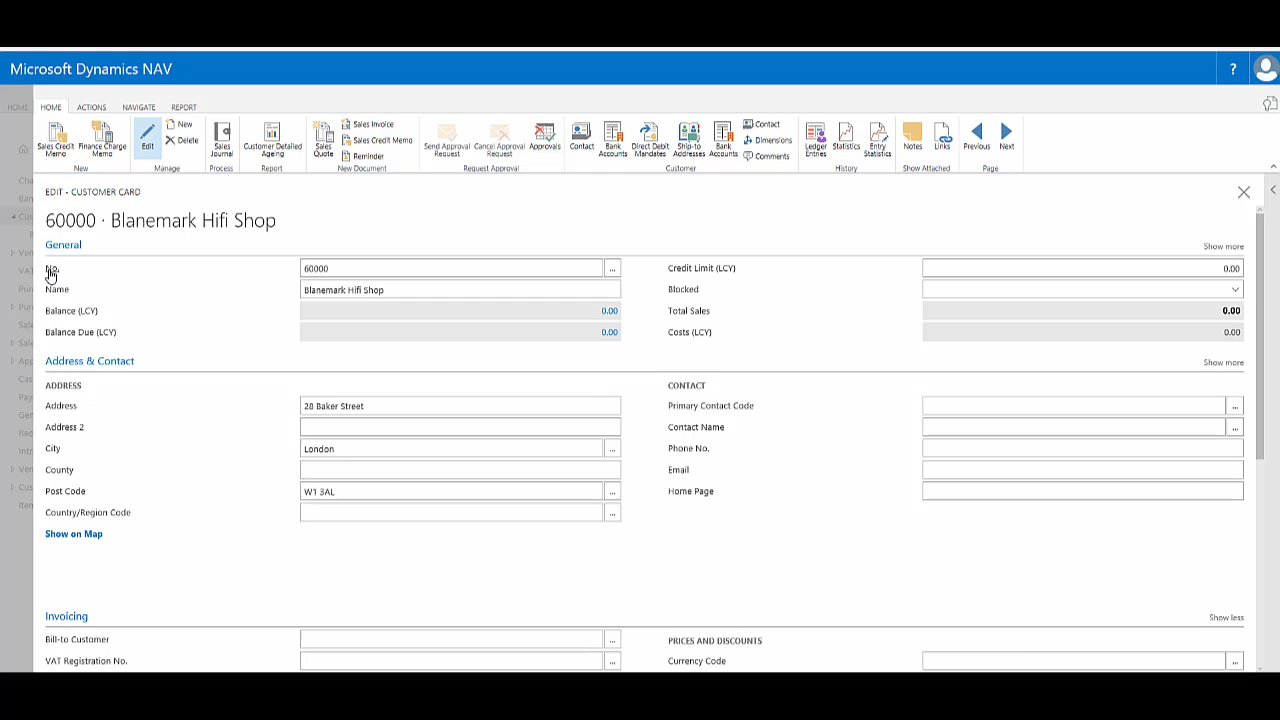 Microsoft Dynamics NAV
?
HOME
HOME ACTIONS NAVIGATE REPORT
Sales Credit Memo
Finance Charge Memo
New
Edit
New
Delete
Manage
Sales Journal
Process
Customer Detailed Ageing
Report
Sales Quote
Sales Invoice
Sales Credit Memo
Reminder
New Document
Send Approval Request
Cancel Approval Request
Approvals
Request Approval
Contact
Bank Accounts
Direct Debit Mandates
Ship-to Addresses
Bank Accounts
Contact
Dimensions
Comments
Customer
Ledger Entries
Statistics
Entry Statistics
History
Notes
Links
Show Attached
Previous
Next
Page
EDIT - CUSTOMER CARD
60000 · Blanemark Hifi Shop
General
Show more
No. 60000 ...
Name Blanemark Hifi Shop
Balance (LCY) 0.00
Balance Due (LCY) 0.00
Credit Limit (LCY) 0.00
Blocked
Total Sales 0.00
Costs (LCY) 0.00
Address & Contact
Show more
ADDRESS
Address 28 Baker Street
Address 2
City London ...
County
Post Code W1 3AL ...
Country/Region Code ...
Show on Map
CONTACT
Primary Contact Code ...
Contact Name ...
Phone No.
Email
Home Page
Invoicing
Show less
Bill-to Customer ...
VAT Registration No. ...
PRICES AND DISCOUNTS
Currency Code ...